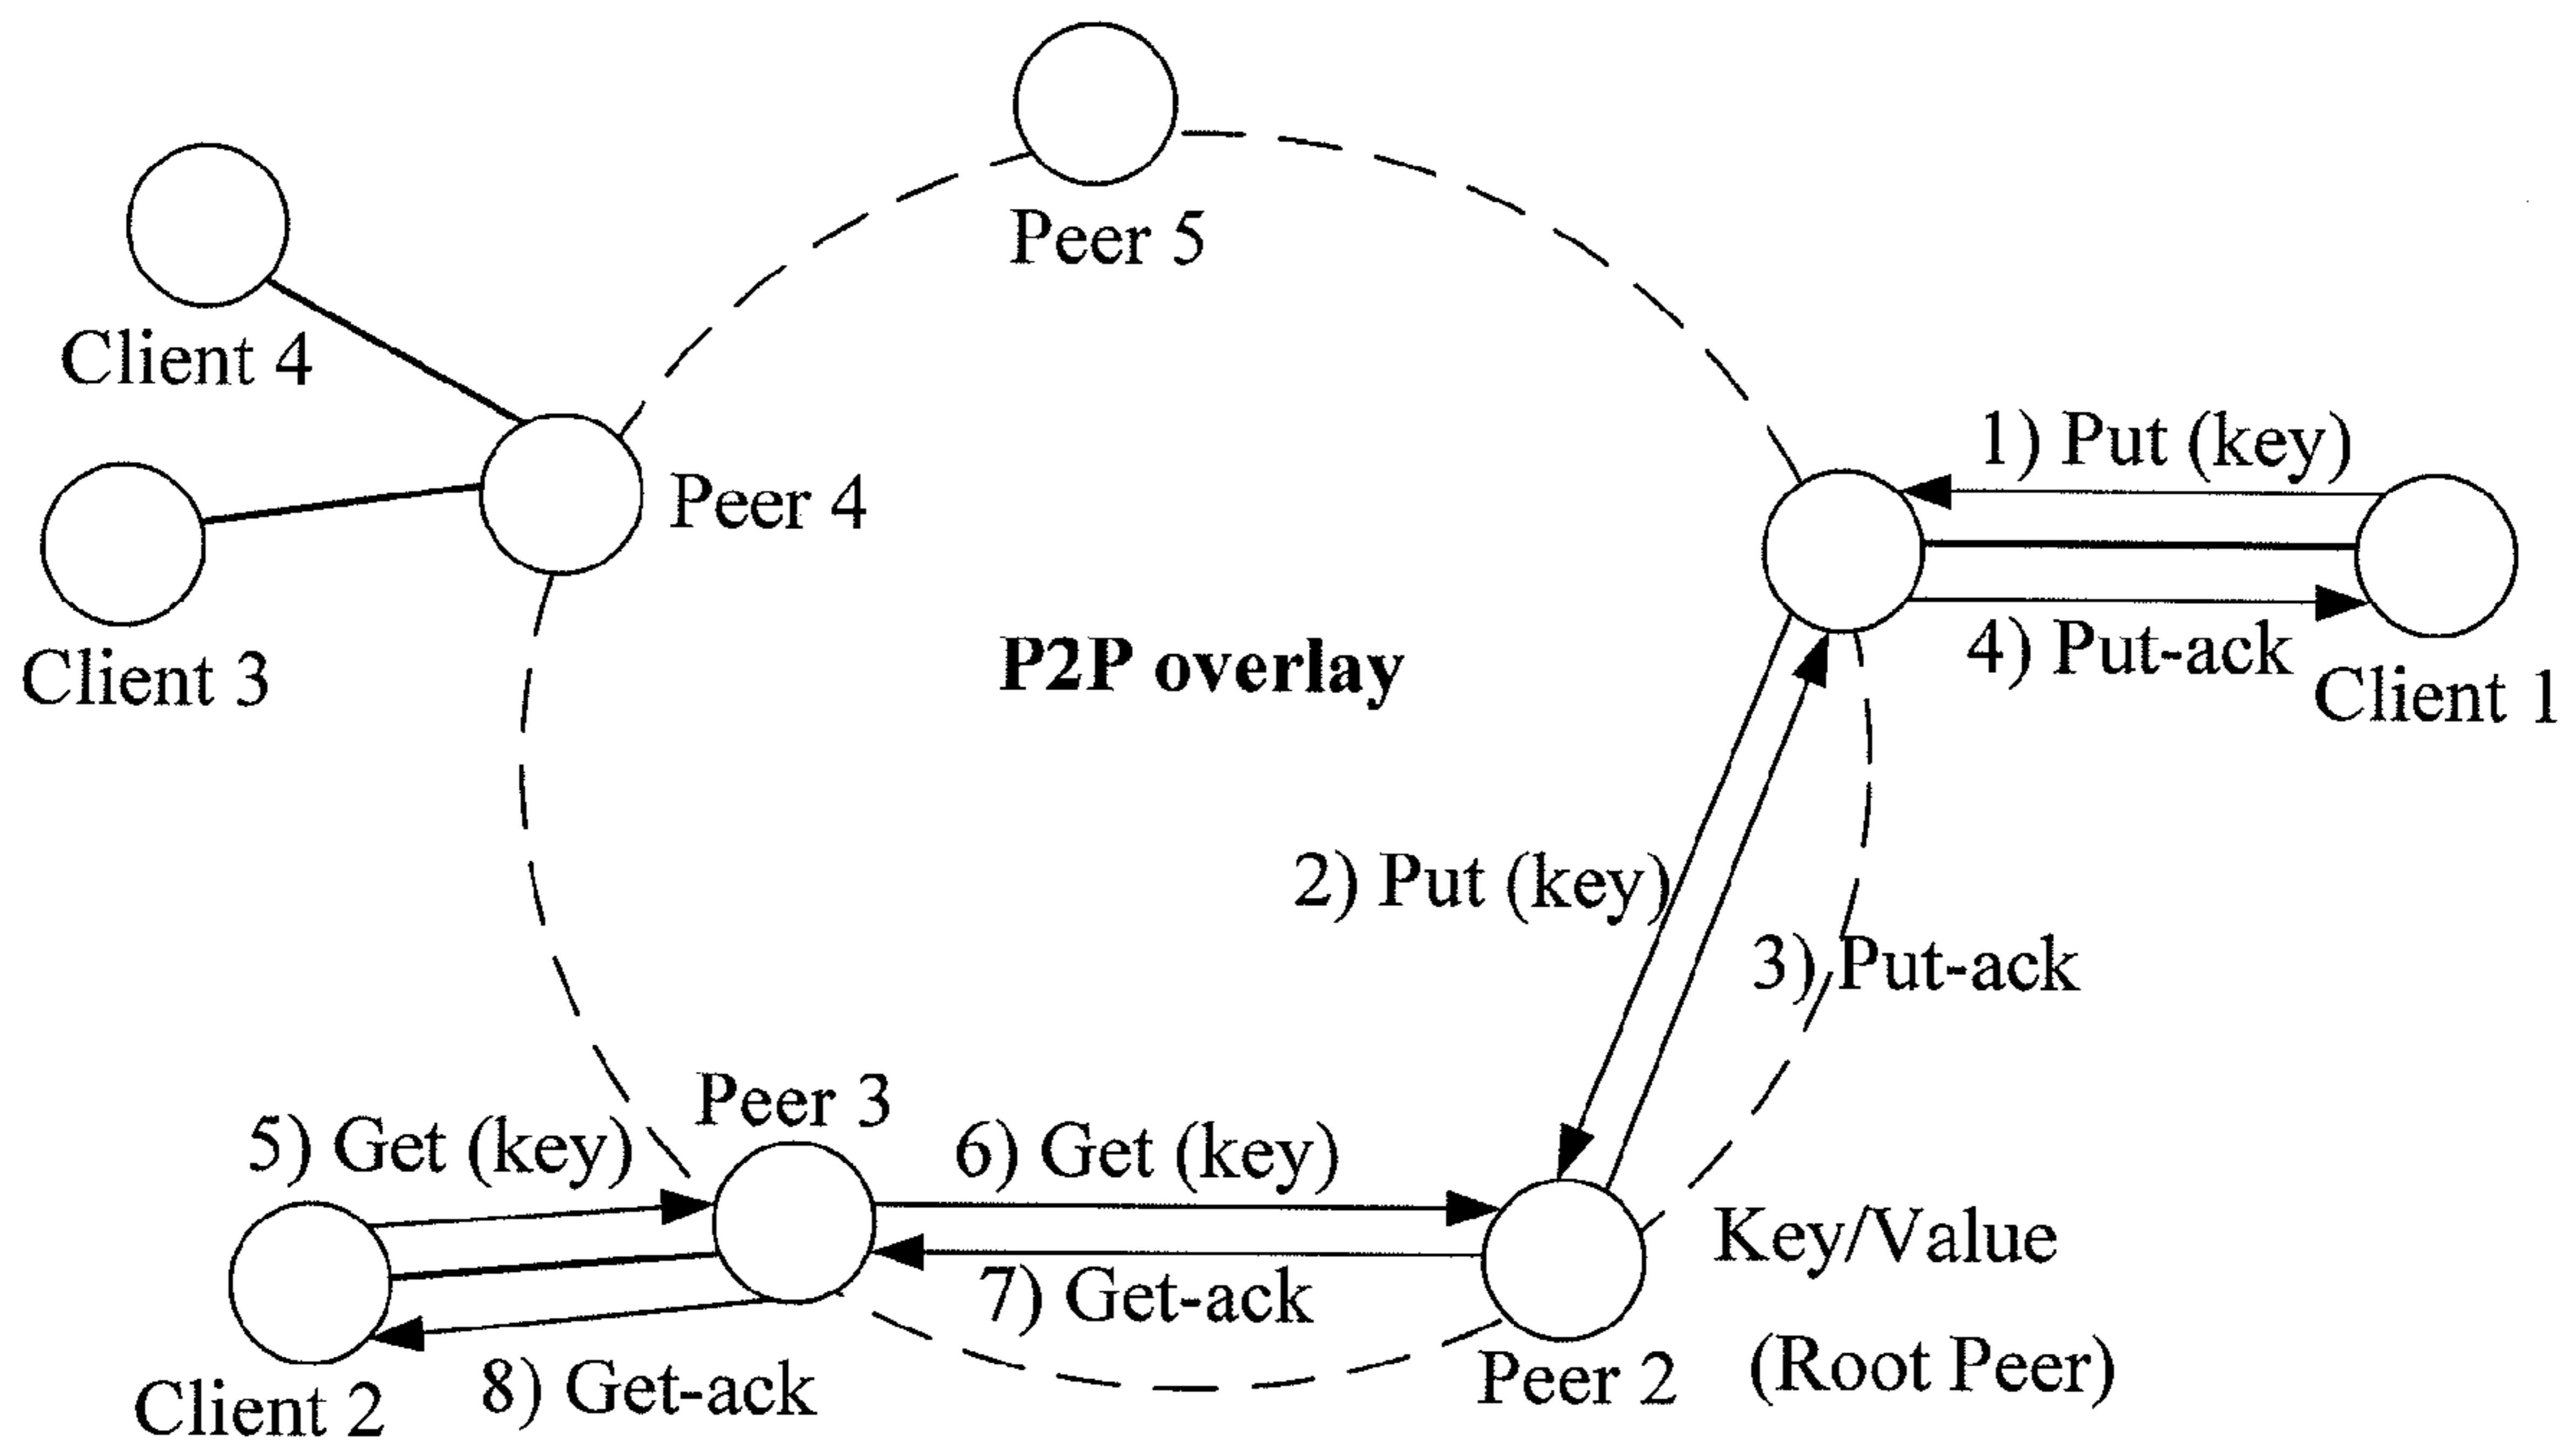 Peer 5
Client 4
Peer 4
1) Put (key)
P2P overlay
4) Put-ack
Client 3
Client 1
2) Put (key)
3) Put-ack
Peer 3
5) Get (key)
6) Get (key)
Key/Value
7) Get-ack
Peer 2
(Root Peer)
8) Get-ack
Client 2